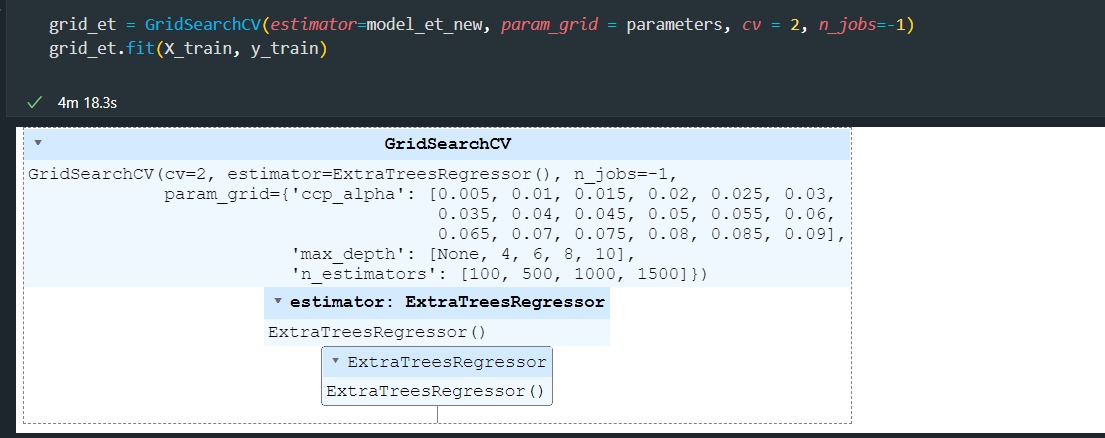 grid_et = GridSearchCV(estimator=model_et_new, param_grid = parameters, cv = 2, n_jobs=-1)
grid_et.fit(X_train, y_train)
✓ 4m 18.3s
▾ GridSearchCV
GridSearchCV(cv=2, estimator=ExtraTreesRegressor(), n_jobs=-1,
param_grid={'ccp_alpha': [0.005, 0.01, 0.015, 0.02, 0.025, 0.03,
0.035, 0.04, 0.045, 0.05, 0.055, 0.06,
0.065, 0.07, 0.075, 0.08, 0.085, 0.09],
'max_depth': [None, 4, 6, 8, 10],
'n_estimators': [100, 500, 1000, 1500]})
▾ estimator: ExtraTreesRegressor
ExtraTreesRegressor()
▾ ExtraTreesRegressor
ExtraTreesRegressor()